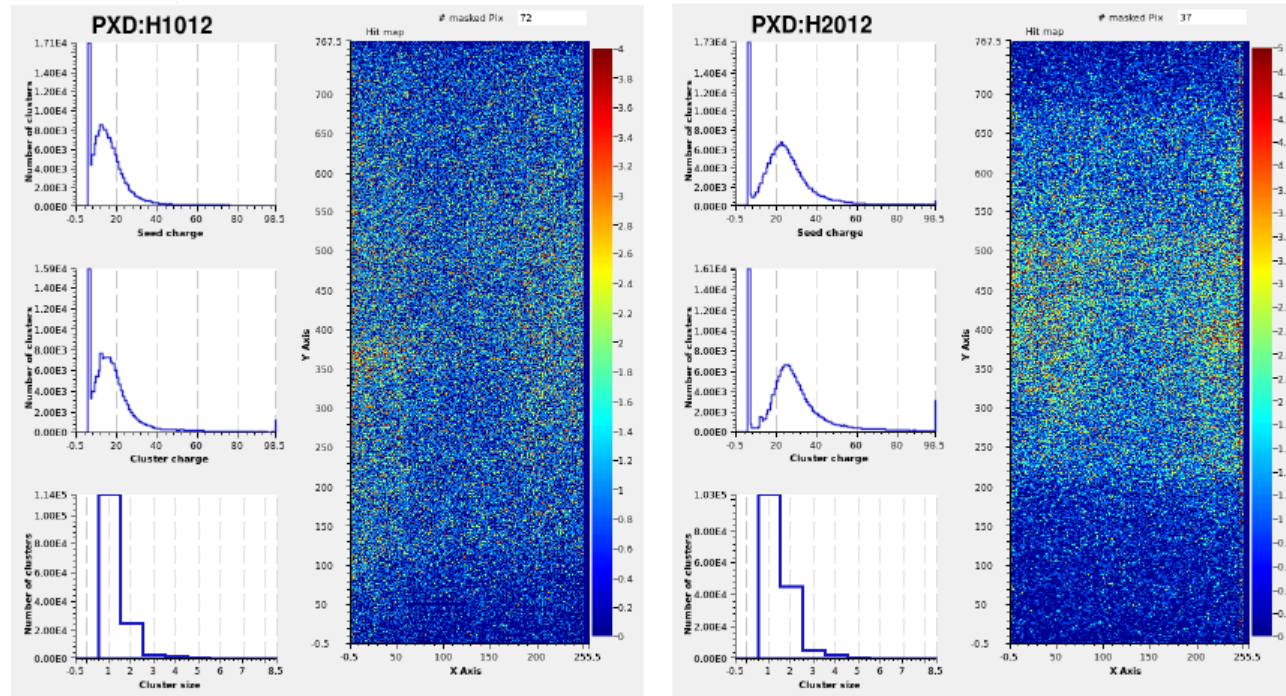 PXD:H1012
# masked Pix 72
Hit map
1.71E4
1.40E4
1.20E4
1.00E4
8.00E3
6.00E3
4.00E3
2.00E3
0.00E0
Number of clusters
-0.5 20 40 60 80 98.5
Seed charge
1.59E4
1.40E4
1.20E4
1.00E4
8.00E3
6.00E3
4.00E3
2.00E3
0.00E0
Number of clusters
-0.5 20 40 60 80 98.5
Cluster charge
1.14E5
1.00E5
8.00E4
6.00E4
4.00E4
2.00E4
0.00E0
Number of clusters
-0.5 1 2 3 4 5 6 7 8.5
Cluster size
767.5
700
650
600
550
500
450
400
350
300
250
200
150
100
50
-0.5
Y Axis
-0.5 50 100 150 200 255.5
X Axis
4
3.8
3.6
3.4
3.2
3
2.8
2.6
2.4
2.2
2
1.8
1.6
1.4
1.2
1
0.8
0.6
0.4
0.2
0
PXD:H2012
# masked Pix 37
Hit map
1.73E4
1.40E4
1.20E4
1.00E4
8.00E3
6.00E3
4.00E3
2.00E3
0.00E0
Number of clusters
-0.5 20 40 60 80 98.5
Seed charge
1.61E4
1.40E4
1.20E4
1.00E4
8.00E3
6.00E3
4.00E3
2.00E3
0.00E0
Number of clusters
-0.5 20 40 60 80 98.5
Cluster charge
1.03E5
8.00E4
6.00E4
4.00E4
2.00E4
0.00E0
Number of clusters
-0.5 1 2 3 4 5 6 7 8.5
Cluster size
767.5
700
650
600
550
500
450
400
350
300
250
200
150
100
50
-0.5
Y Axis
-0.5 50 100 150 200 255.5
X Axis